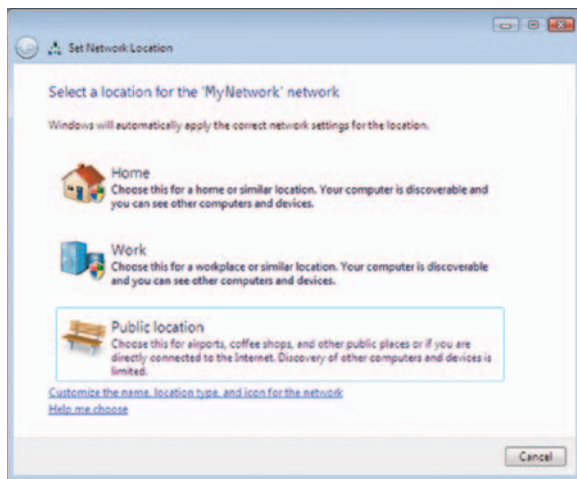 Set Network Location
Select a location for the 'MyNetwork' network
Windows will automatically apply the correct network settings for the location.
Home
Choose this for a home or similar location. Your computer is discoverable and
you can see other computers and devices.
Work
Choose this for a workplace or similar location. Your computer is discoverable
and you can see other computers and devices.
Public location
Choose this for airports, coffee shops, and other public places or if you are
directly connected to the Internet. Discovery of other computers and devices is
limited.
Customize the name, location type, and icon for the network
Help me choose
Cancel